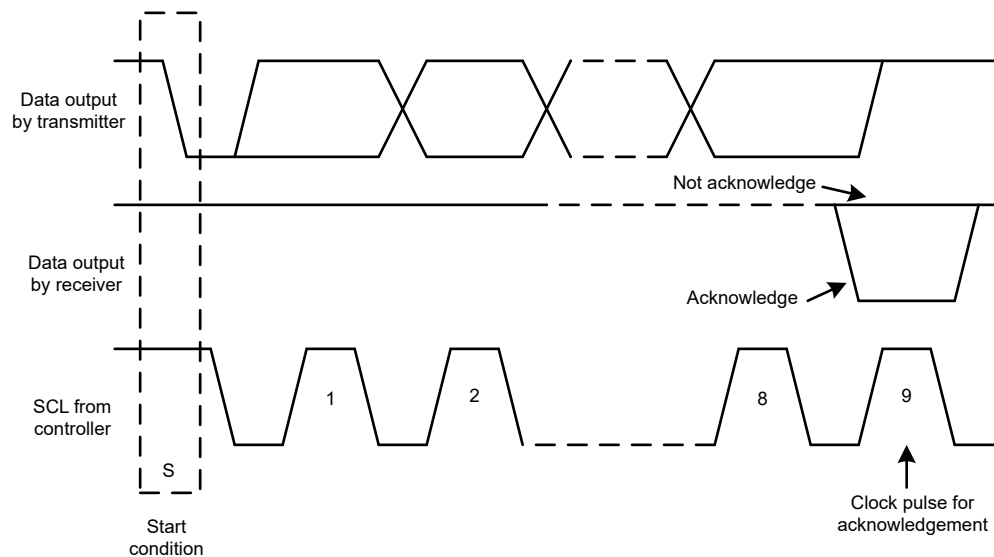 Data output
by transmitter
Not acknowledge
Data output
by receiver
Acknowledge
SCL from
controller
1
2
8
9
S
Start
condition
Clock pulse for
acknowledgement